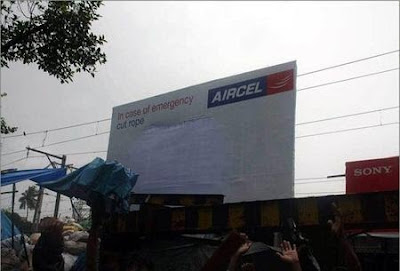 In case of emergency
cut rope
AIRCEL
SONY